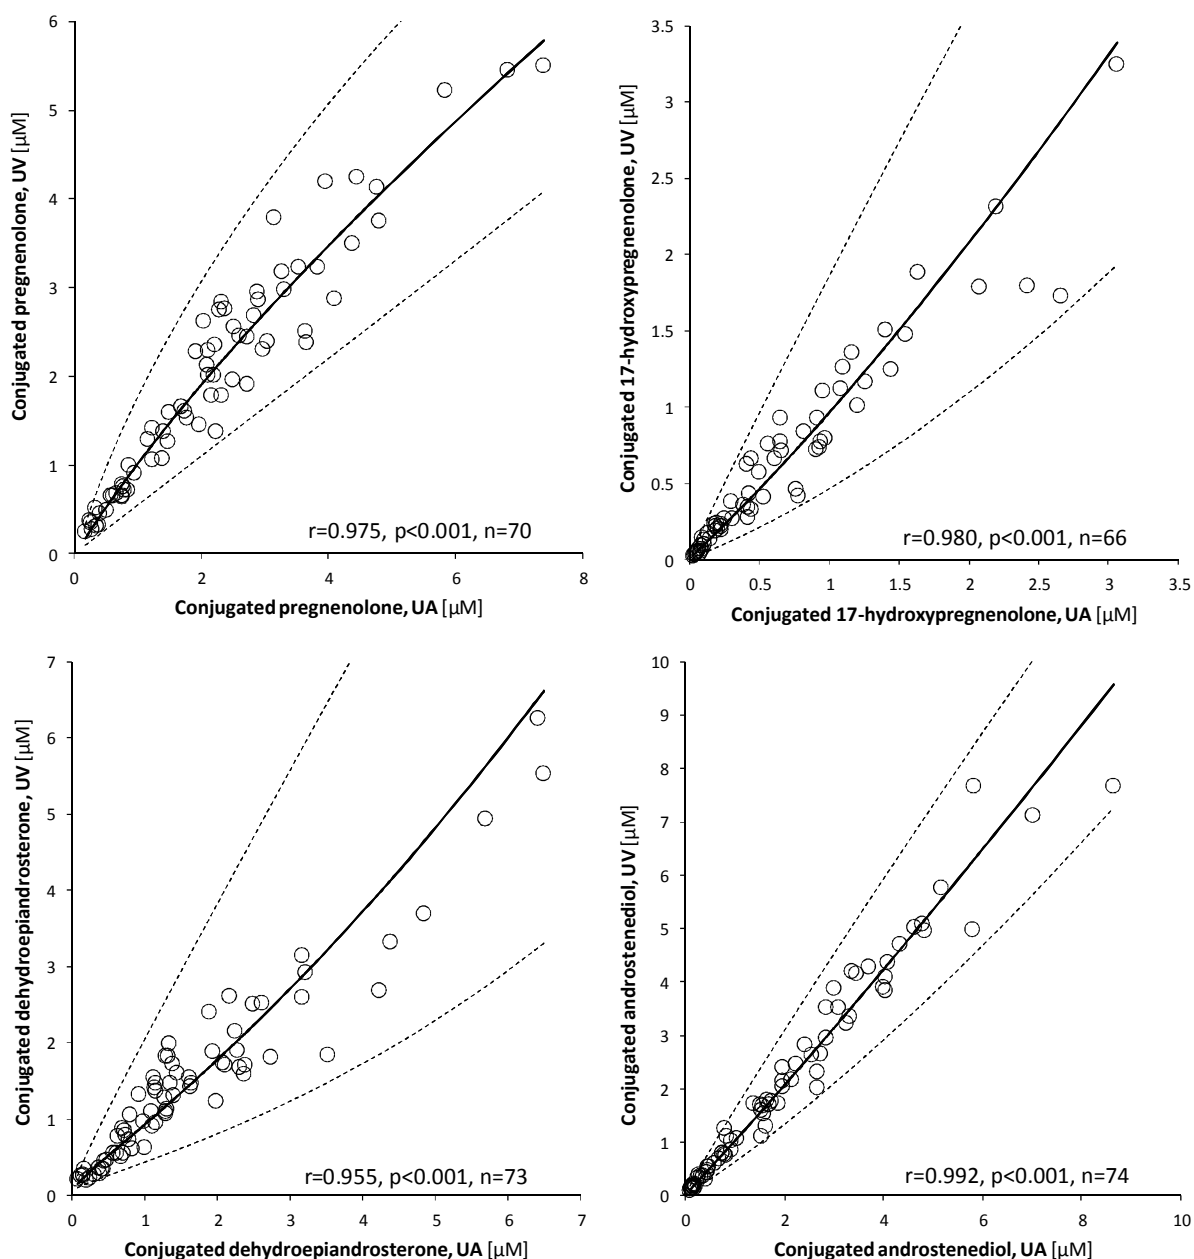 6
5
4
3
2
1
0
0 2 4 6 8
Conjugated pregnenolone, UV [µM]
r=0.975, p<0.001, n=70
Conjugated pregnenolone, UA [µM]
3.5
3
2.5
2
1.5
1
0.5
0
0 0.5 1 1.5 2 2.5 3 3.5
Conjugated 17-hydroxypregnenolone, UV [µM]
r=0.980, p<0.001, n=66
Conjugated 17-hydroxypregnenolone, UA [µM]
7
6
5
4
3
2
1
0
0 1 2 3 4 5 6 7
Conjugated dehydroepiandrosterone, UV [µM]
r=0.955, p<0.001, n=73
Conjugated dehydroepiandrosterone, UA [µM]
10
9
8
7
6
5
4
3
2
1
0
0 2 4 6 8 10
Conjugated androstenediol, UV [µM]
r=0.992, p<0.001, n=74
Conjugated androstenediol, UA [µM]